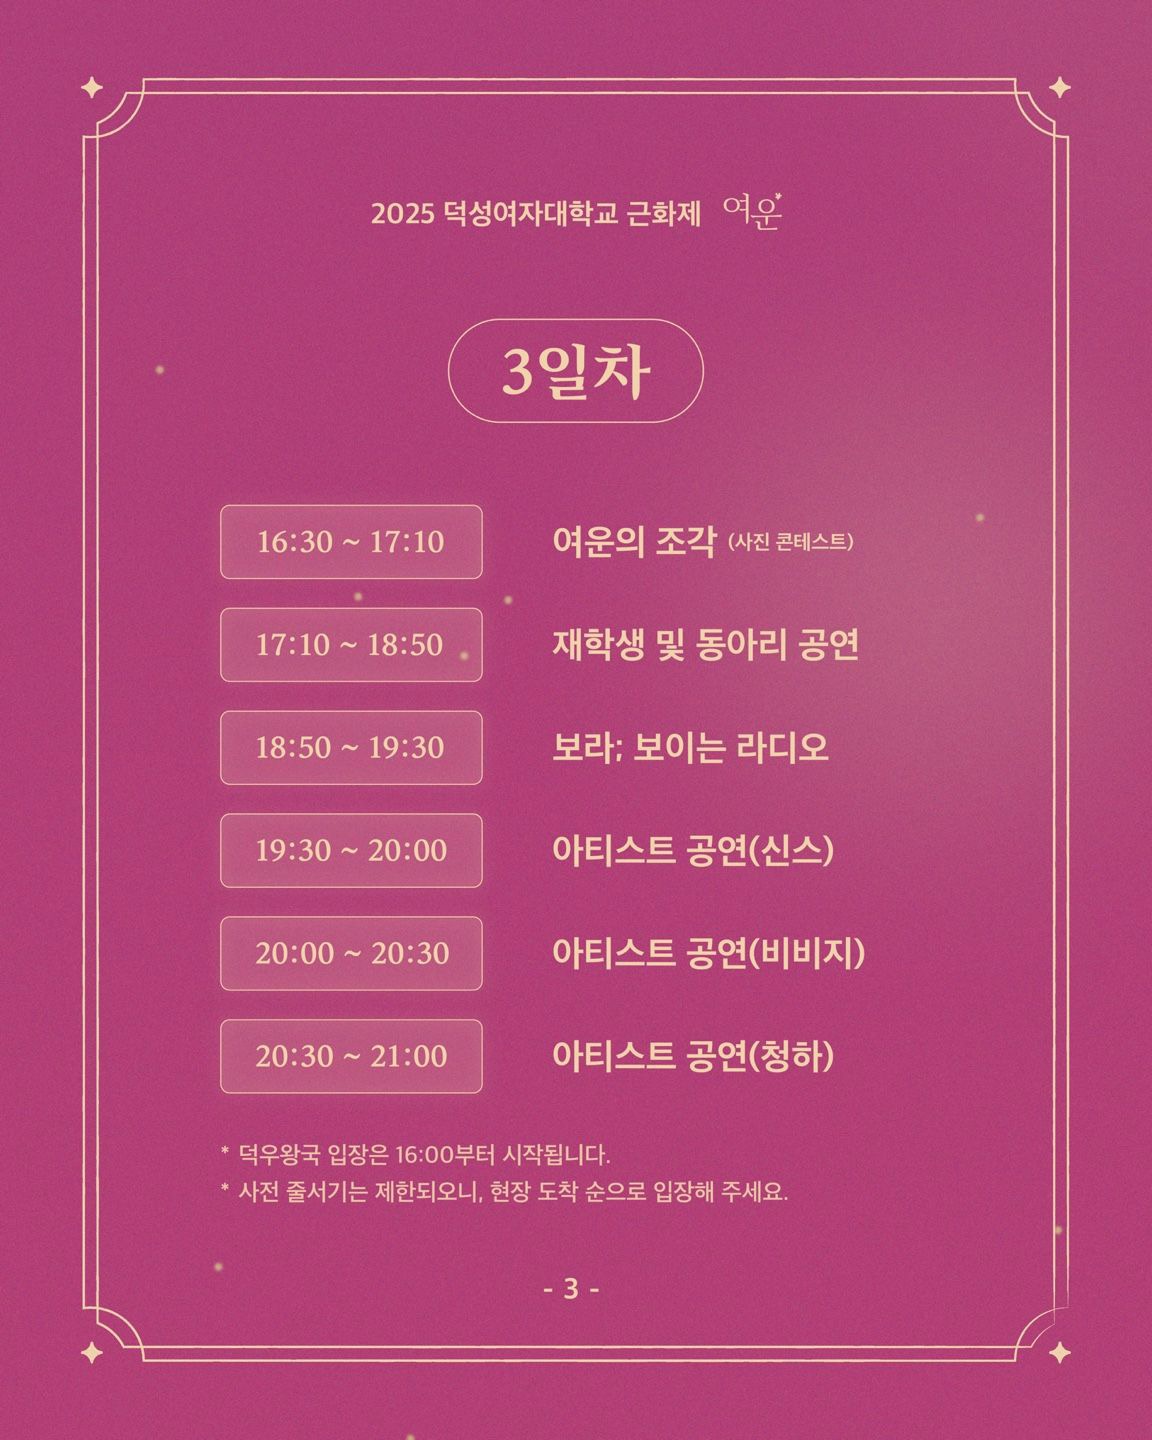 2025 덕성여자대학교 근화제 여운
3일차
16:30 ~ 17:10 여운의 조각 (사진 콘테스트)
17:10 ~ 18:50 재학생 및 동아리 공연
18:50 ~ 19:30 보라; 보이는 라디오
19:30 ~ 20:00 아티스트 공연(신스)
20:00 ~ 20:30 아티스트 공연(비비지)
20:30 ~ 21:00 아티스트 공연(청하)
* 덕우왕국 입장은 16:00부터 시작됩니다.
* 사전 줄서기는 제한되오니, 현장 도착 순으로 입장해 주세요.
- 3 -